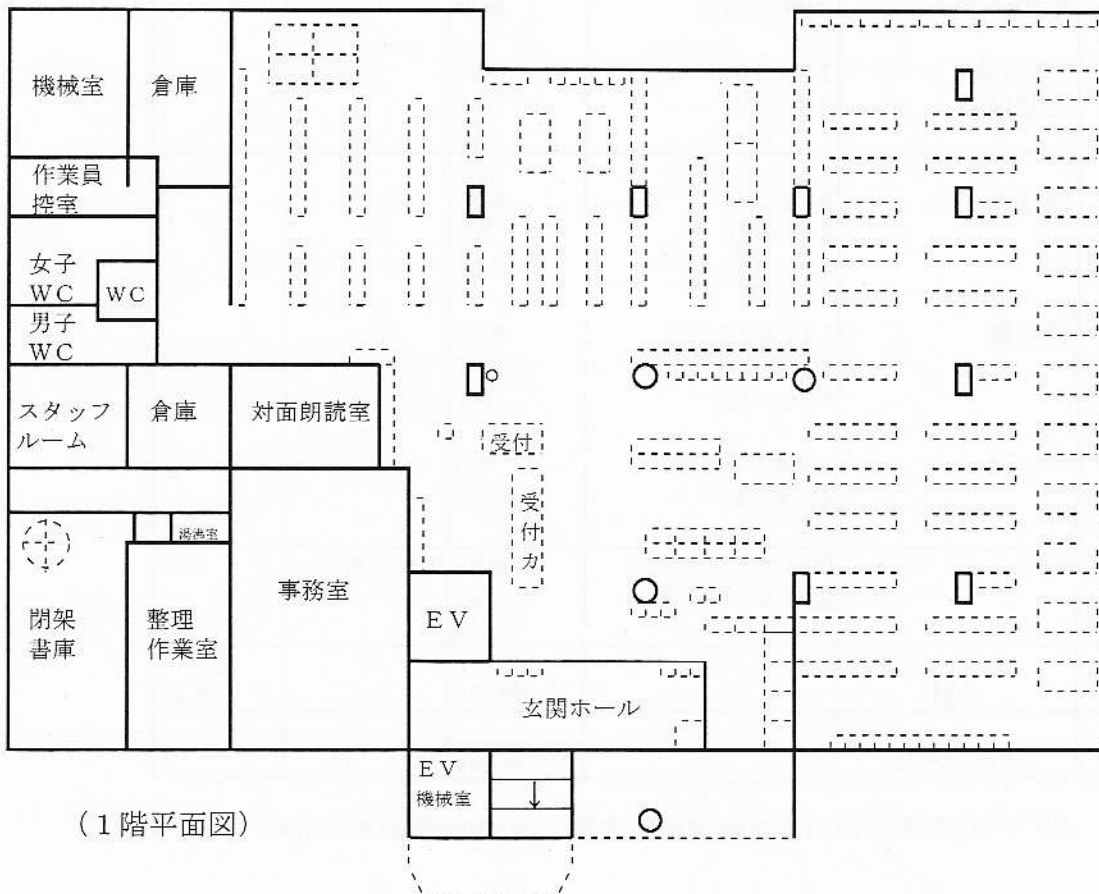 機械室
倉庫
作業員
控室
女子
WC
WC
男子
WC
スタッフ
ルーム
倉庫
対面朗読室
受付
受付カ
湯沸室
事務室
閉架
書庫
整理
作業室
EV
玄関ホール
EV
機械室
(1階平面図)